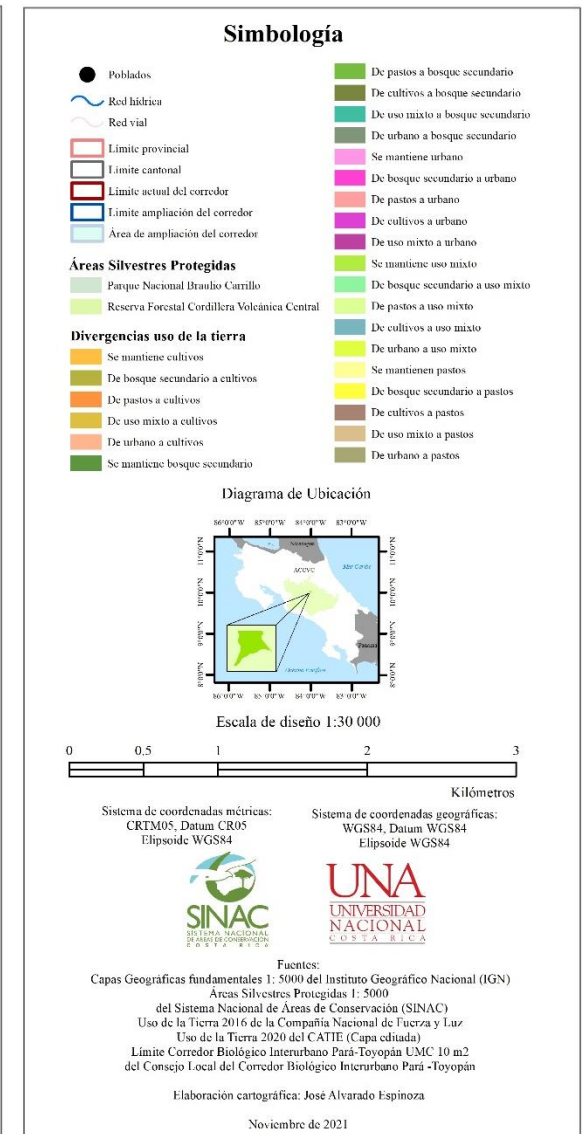 Simbología
Poblados
Red hídrica
Red vial
Límite provincial
Límite cantonal
Límite actual del corredor
Límite ampliación del corredor
Área de ampliación del corredor
Áreas Silvestres Protegidas
Parque Nacional Braulio Carrillo
Reserva Forestal Cordillera Volcánica Central
Divergencias uso de la tierra
Se mantiene cultivos
De bosque secundario a cultivos
De pastos a cultivos
De uso mixto a cultivos
De urbano a cultivos
Se mantiene bosque secundario
De pastos a bosque secundario
De cultivos a bosque secundario
De uso mixto a bosque secundario
De urbano a bosque secundario
Se mantiene urbano
De bosque secundario a urbano
De pastos a urbano
De cultivos a urbano
De uso mixto a urbano
Se mantiene uso mixto
De bosque secundario a uso mixto
De pastos a uso mixto
De cultivos a uso mixto
De urbano a uso mixto
Se mantienen pastos
De bosque secundario a pastos
De cultivos a pastos
De uso mixto a pastos
De urbano a pastos
Diagrama de Ubicación
86°0'0"W 85°0'0"W 84°0'0"W 83°0'0"W
11°0'0"N 11°0'0"N
10°0'0"N 10°0'0"N
9°0'0"N 9°0'0"N
8°0'0"N 8°0'0"N
Nicaragua
ACCVC
Mar Caribe
Panamá
Océano Pacífico
86°0'0"W 85°0'0"W 84°0'0"W 83°0'0"W
Escala de diseño 1:30 000
0 0.5 1 2 3
Kilómetros
Sistema de coordenadas métricas:
CRTM05, Datum CR05
Elipsoide WGS84
Sistema de coordenadas geográficas:
WGS84, Datum WGS84
Elipsoide WGS84
SINAC
SISTEMA NACIONAL
DE AREAS DE CONSERVACIÓN
COSTA RICA
UNA
UNIVERSIDAD
NACIONAL
COSTA RICA
Fuentes:
Capas Geográficas fundamentales 1: 5000 del Instituto Geográfico Nacional (IGN)
Áreas Silvestres Protegidas 1: 5000
del Sistema Nacional de Áreas de Conservación (SINAC)
Uso de la Tierra 2016 de la Compañía Nacional de Fuerza y Luz
Uso de la Tierra 2020 del CATIE (Capa editada)
Límite Corredor Biológico Interurbano Pará-Toyopán UMC 10 m2
del Consejo Local del Corredor Biológico Interurbano Pará -Toyopán
Elaboración cartográfica: José Alvarado Espinoza
Noviembre de 2021